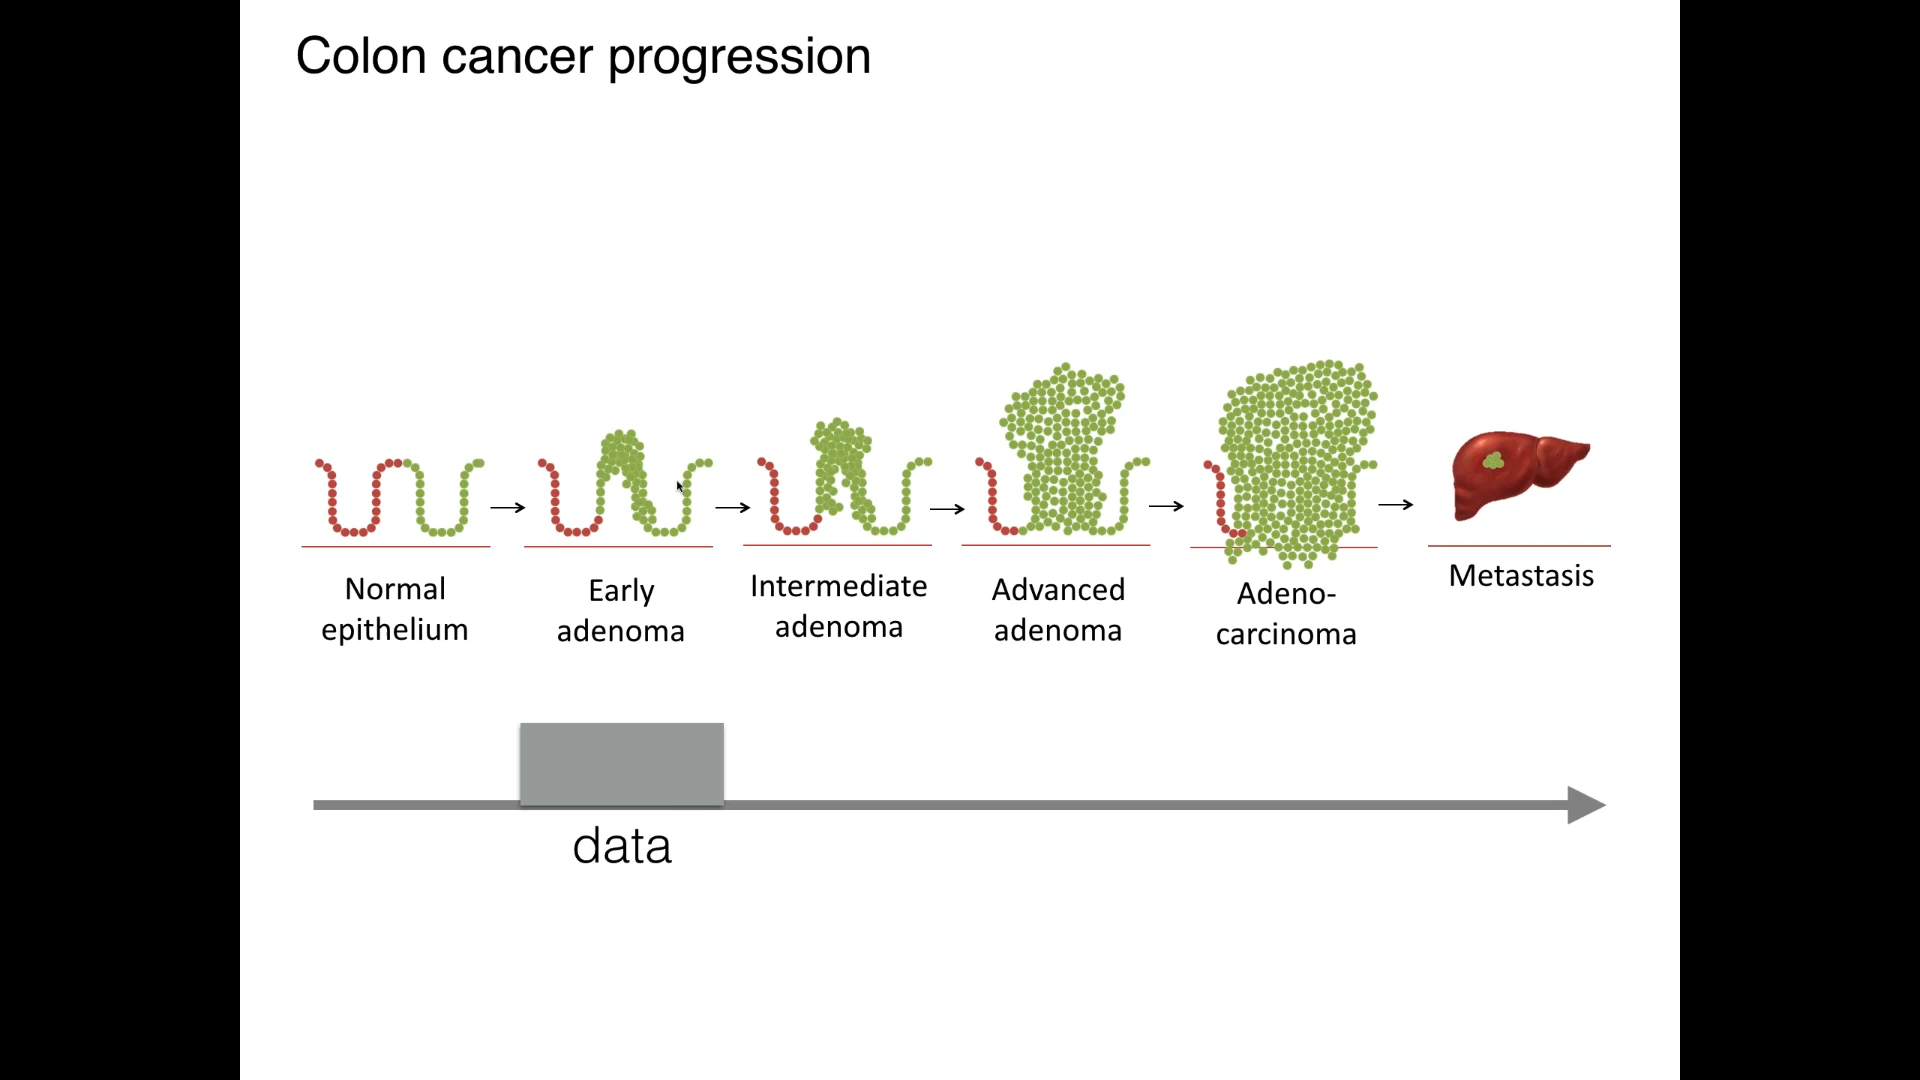 Colon cancer progression
Normal
epithelium
Early
adenoma
Intermediate
adenoma
Advanced
adenoma
Adeno-
carcinoma
Metastasis
data